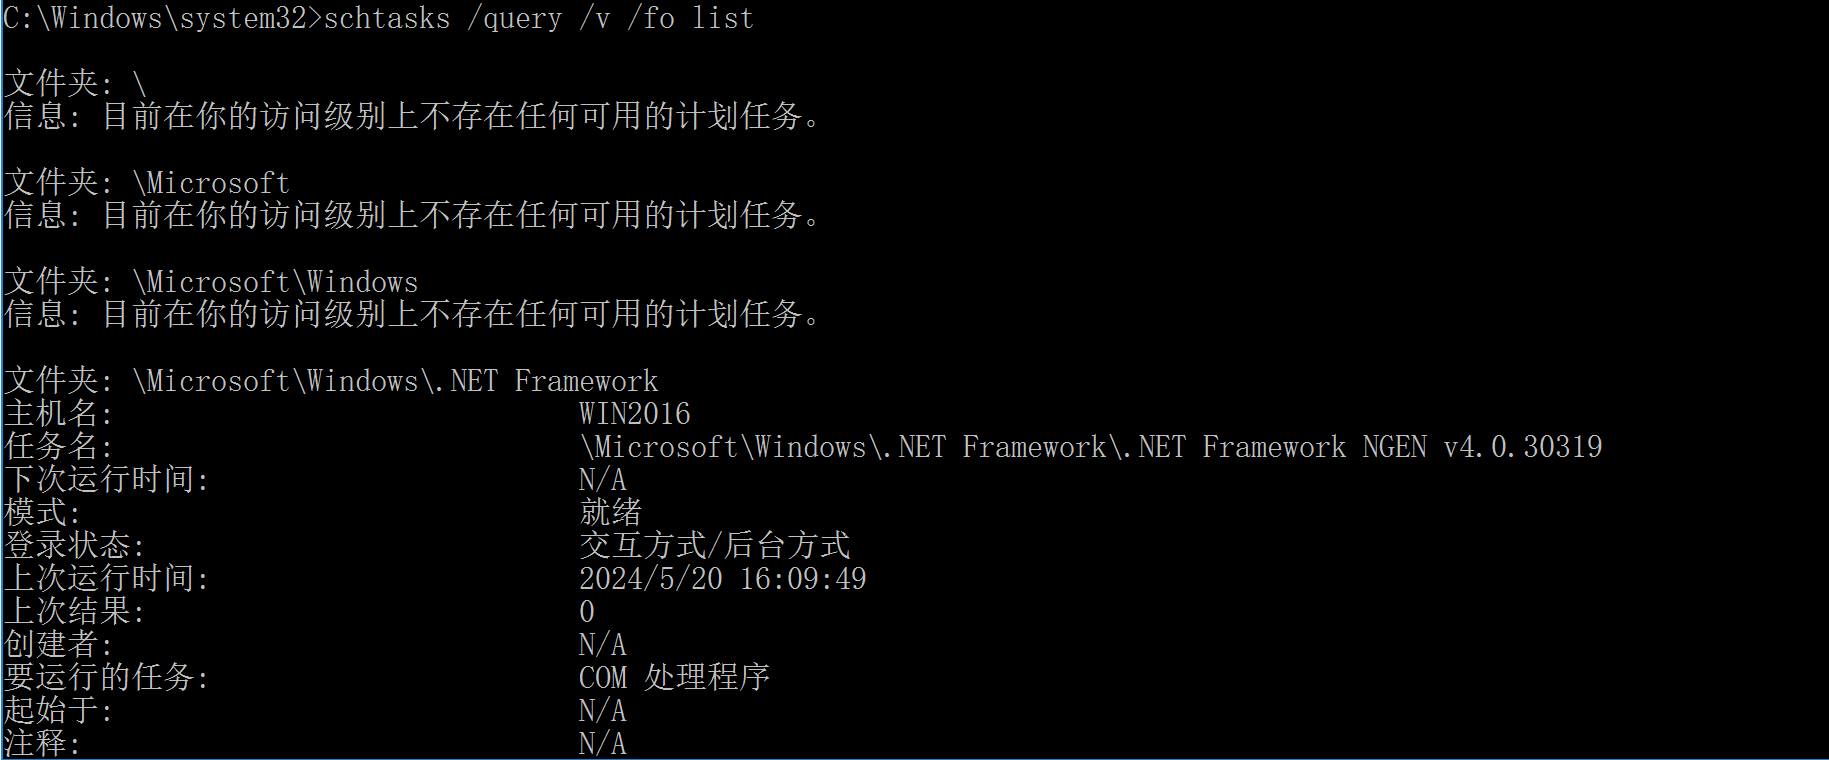 C:\Windows\system32>schtasks /query /v /fo list
文件夹: \
信息: 目前在你的访问级别上不存在任何可用的计划任务。
文件夹: \Microsoft
信息: 目前在你的访问级别上不存在任何可用的计划任务。
文件夹: \Microsoft\Windows
信息: 目前在你的访问级别上不存在任何可用的计划任务。
文件夹: \Microsoft\Windows\.NET Framework
主机名: WIN2016
任务名: \Microsoft\Windows\.NET Framework\.NET Framework NGEN v4.0.30319
下次运行时间: N/A
模式: 就绪
登录状态: 交互方式/后台方式
上次运行时间: 2024/5/20 16:09:49
上次结果: 0
创建者: N/A
要运行的任务: COM 处理程序
起始于: N/A
注释: N/A